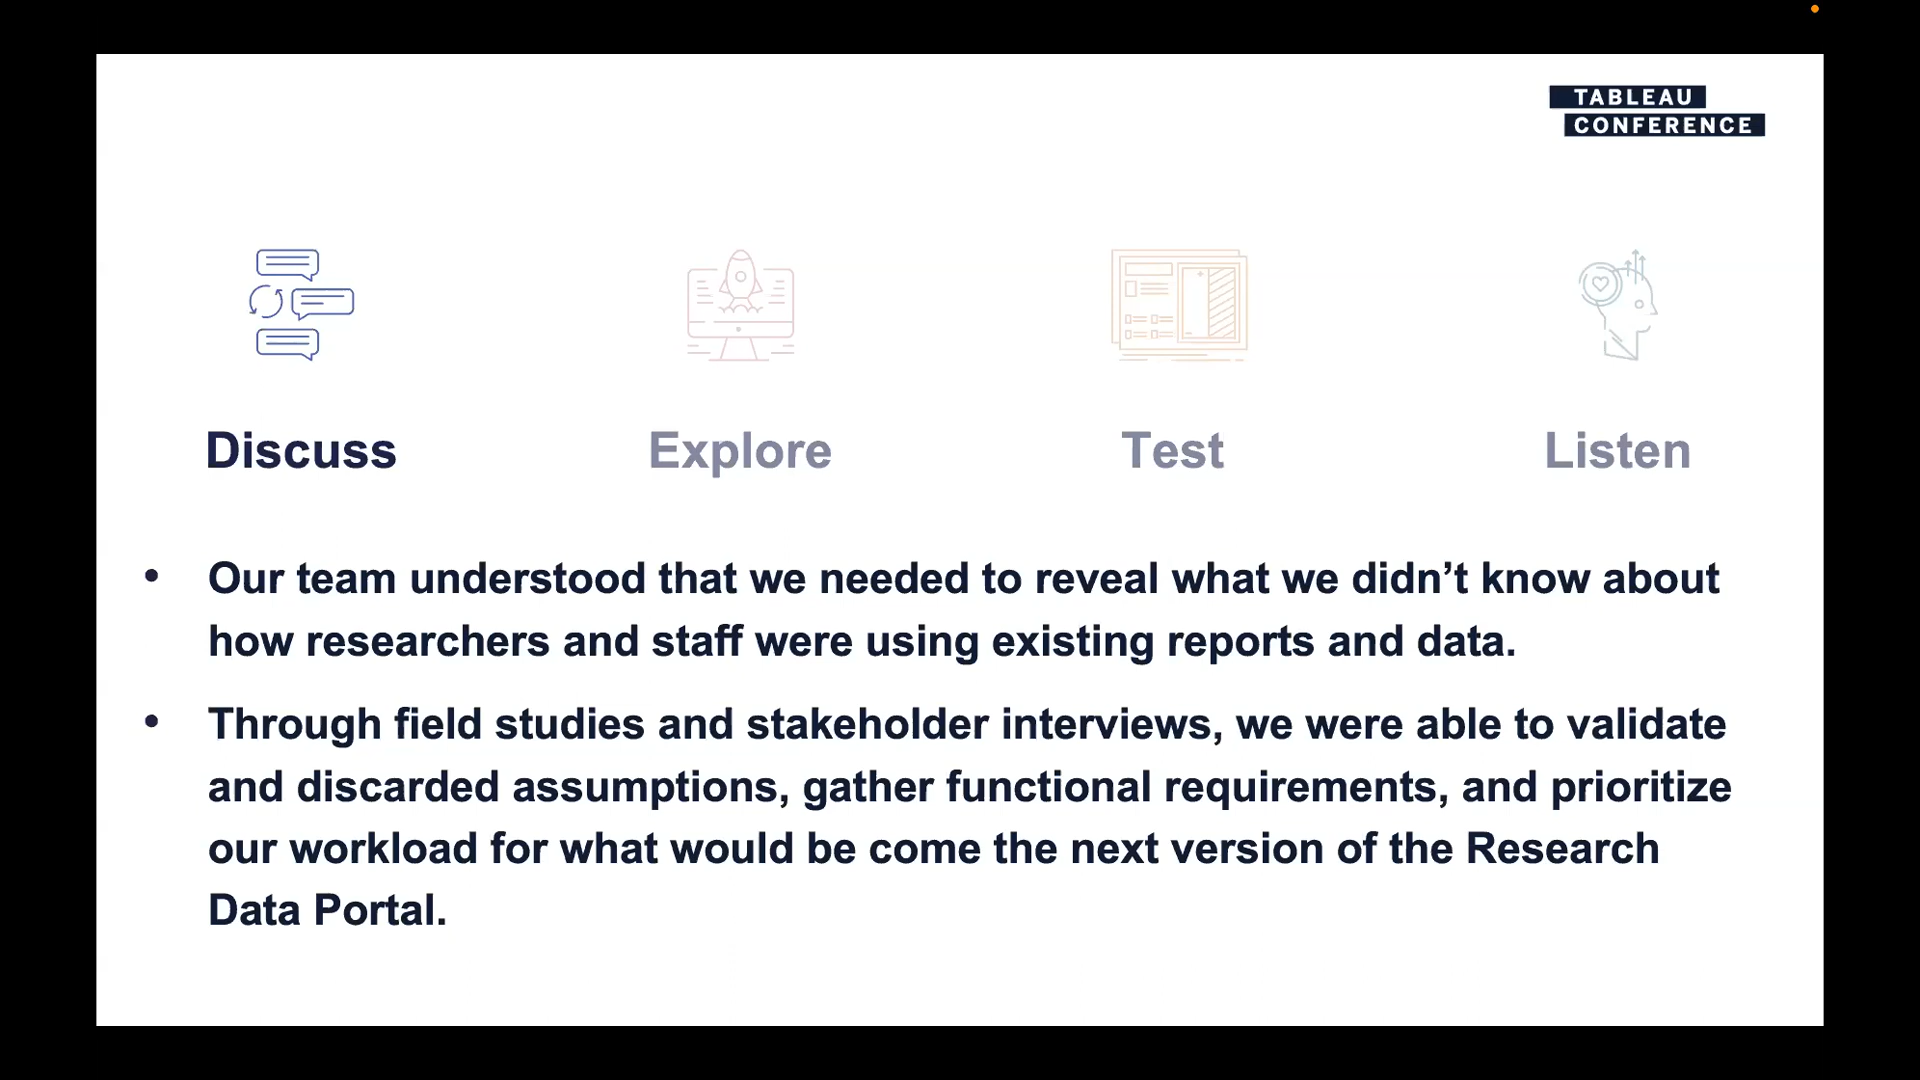 TABLEAU
CONFERENCE
Discuss
Explore
Test
Listen
• Our team understood that we needed to reveal what we didn’t know about
how researchers and staff were using existing reports and data.
• Through field studies and stakeholder interviews, we were able to validate
and discarded assumptions, gather functional requirements, and prioritize
our workload for what would be come the next version of the Research
Data Portal.